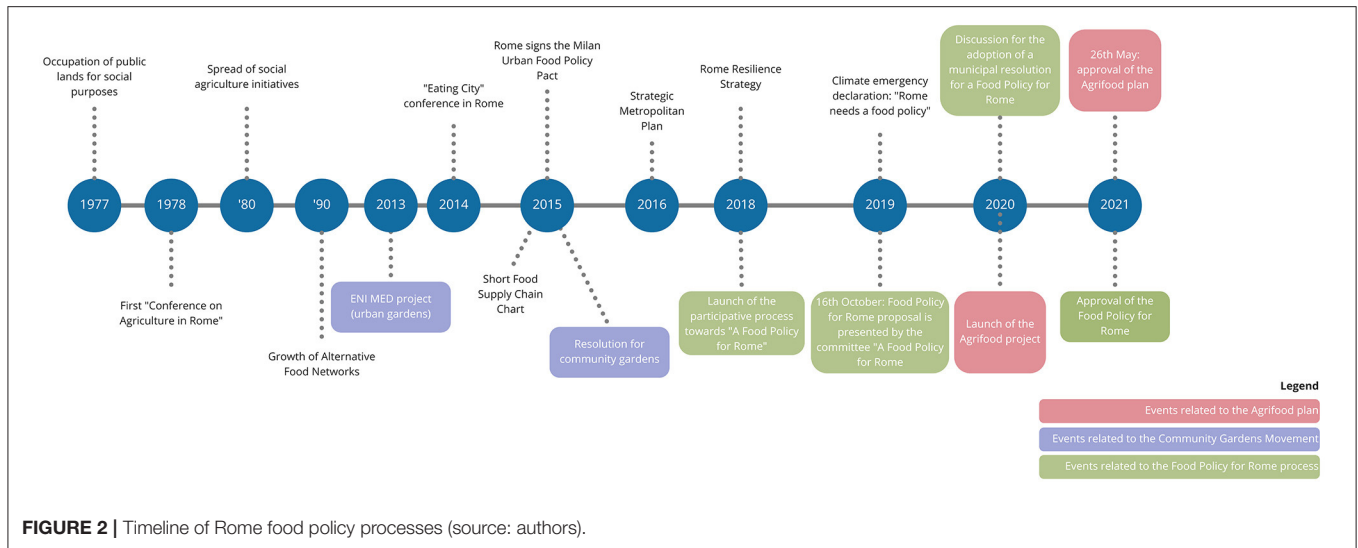 Occupation of public
lands for social
purposes
Spread of social
agriculture initiatives
"Eating City"
conference in Rome
Rome signs the Milan
Urban Food Policy
Pact
Strategic
Metropolitan
Plan
Rome Resilience
Strategy
Climate emergency
declaration: "Rome
needs a food policy"
Discussion for the
adoption of a
municipal resolution
for a Food Policy for
Rome
26th May:
approval of the
Agrifood plan
1977
1978
'80
'90
2013
2014
2015
2016
2018
2019
2020
2021
First "Conference on
Agriculture in Rome"
Growth of Alternative
Food Networks
ENI MED project
(urban gardens)
Short Food
Supply Chain
Chart
Resolution for
community gardens
Launch of the
participative process
towards "A Food Policy
for Rome"
16th October: Food Policy
for Rome proposal is
presented by the
committee "A Food Policy
for Rome
Launch of the
Agrifood project
Approval of the
Food Policy for
Rome
Legend
Events related to the Agrifood plan
Events related to the Community Gardens Movement
Events related to the Food Policy for Rome process
FIGURE 2 | Timeline of Rome food policy processes (source: authors).